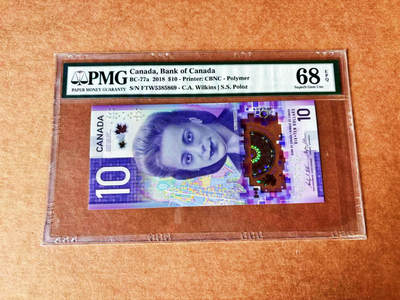 PMG
PAPER MONEY GUARANTY
Canada, Bank of Canada
BC-77a 2018 $10 - Printer: CBNC - Polymer
S/N FTW5385869 - C.A. Wilkins | S.S. Poloz
68 EPQ
Superb Gem Unc
CANADA
10
10